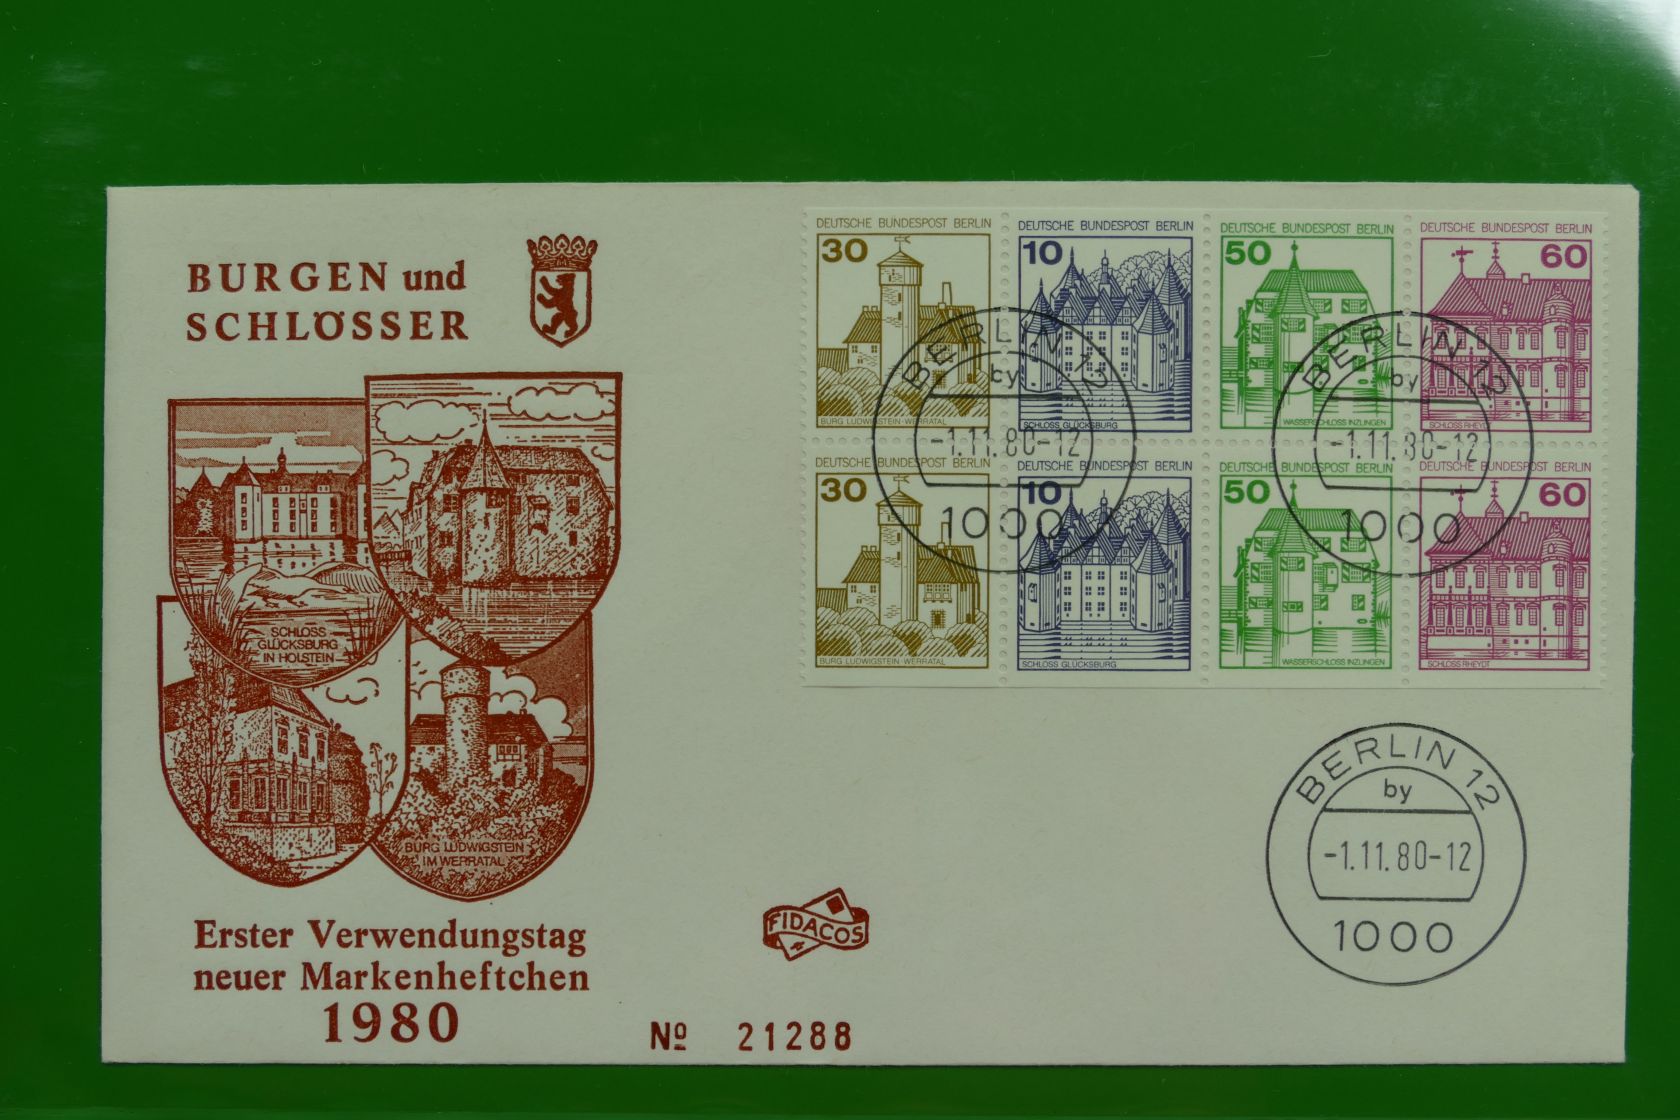 BURGEN und
SCHLÖSSER
SCHLOSS
GLÜCKSBURG
IN HOLSTEIN
BURG LUDWIGSTEIN
IM WERRATAL
Erster Verwendungstag
neuer Markenheftchen
1980
FIDACOS
Nº 21288
DEUTSCHE BUNDESPOST BERLIN
30
BURG LUDWIGSTEIN·WERRATAL
DEUTSCHE BUNDESPOST BERLIN
10
SCHLOSS GLÜCKSBURG
DEUTSCHE BUNDESPOST BERLIN
50
WASSERSCHLOSS INZLINGEN
DEUTSCHE BUNDESPOST BERLIN
60
SCHLOSS RHEYDT
DEUTSCHE BUNDESPOST BERLIN
30
BURG LUDWIGSTEIN·WERRATAL
DEUTSCHE BUNDESPOST BERLIN
10
SCHLOSS GLÜCKSBURG
DEUTSCHE BUNDESPOST BERLIN
50
WASSERSCHLOSS INZLINGEN
DEUTSCHE BUNDESPOST BERLIN
60
SCHLOSS RHEYDT
BERLIN 12
by
-1.11.80-12
1000
BERLIN 12
by
-1.11.80-12
1000
BERLIN 12
by
-1.11.80-12
1000